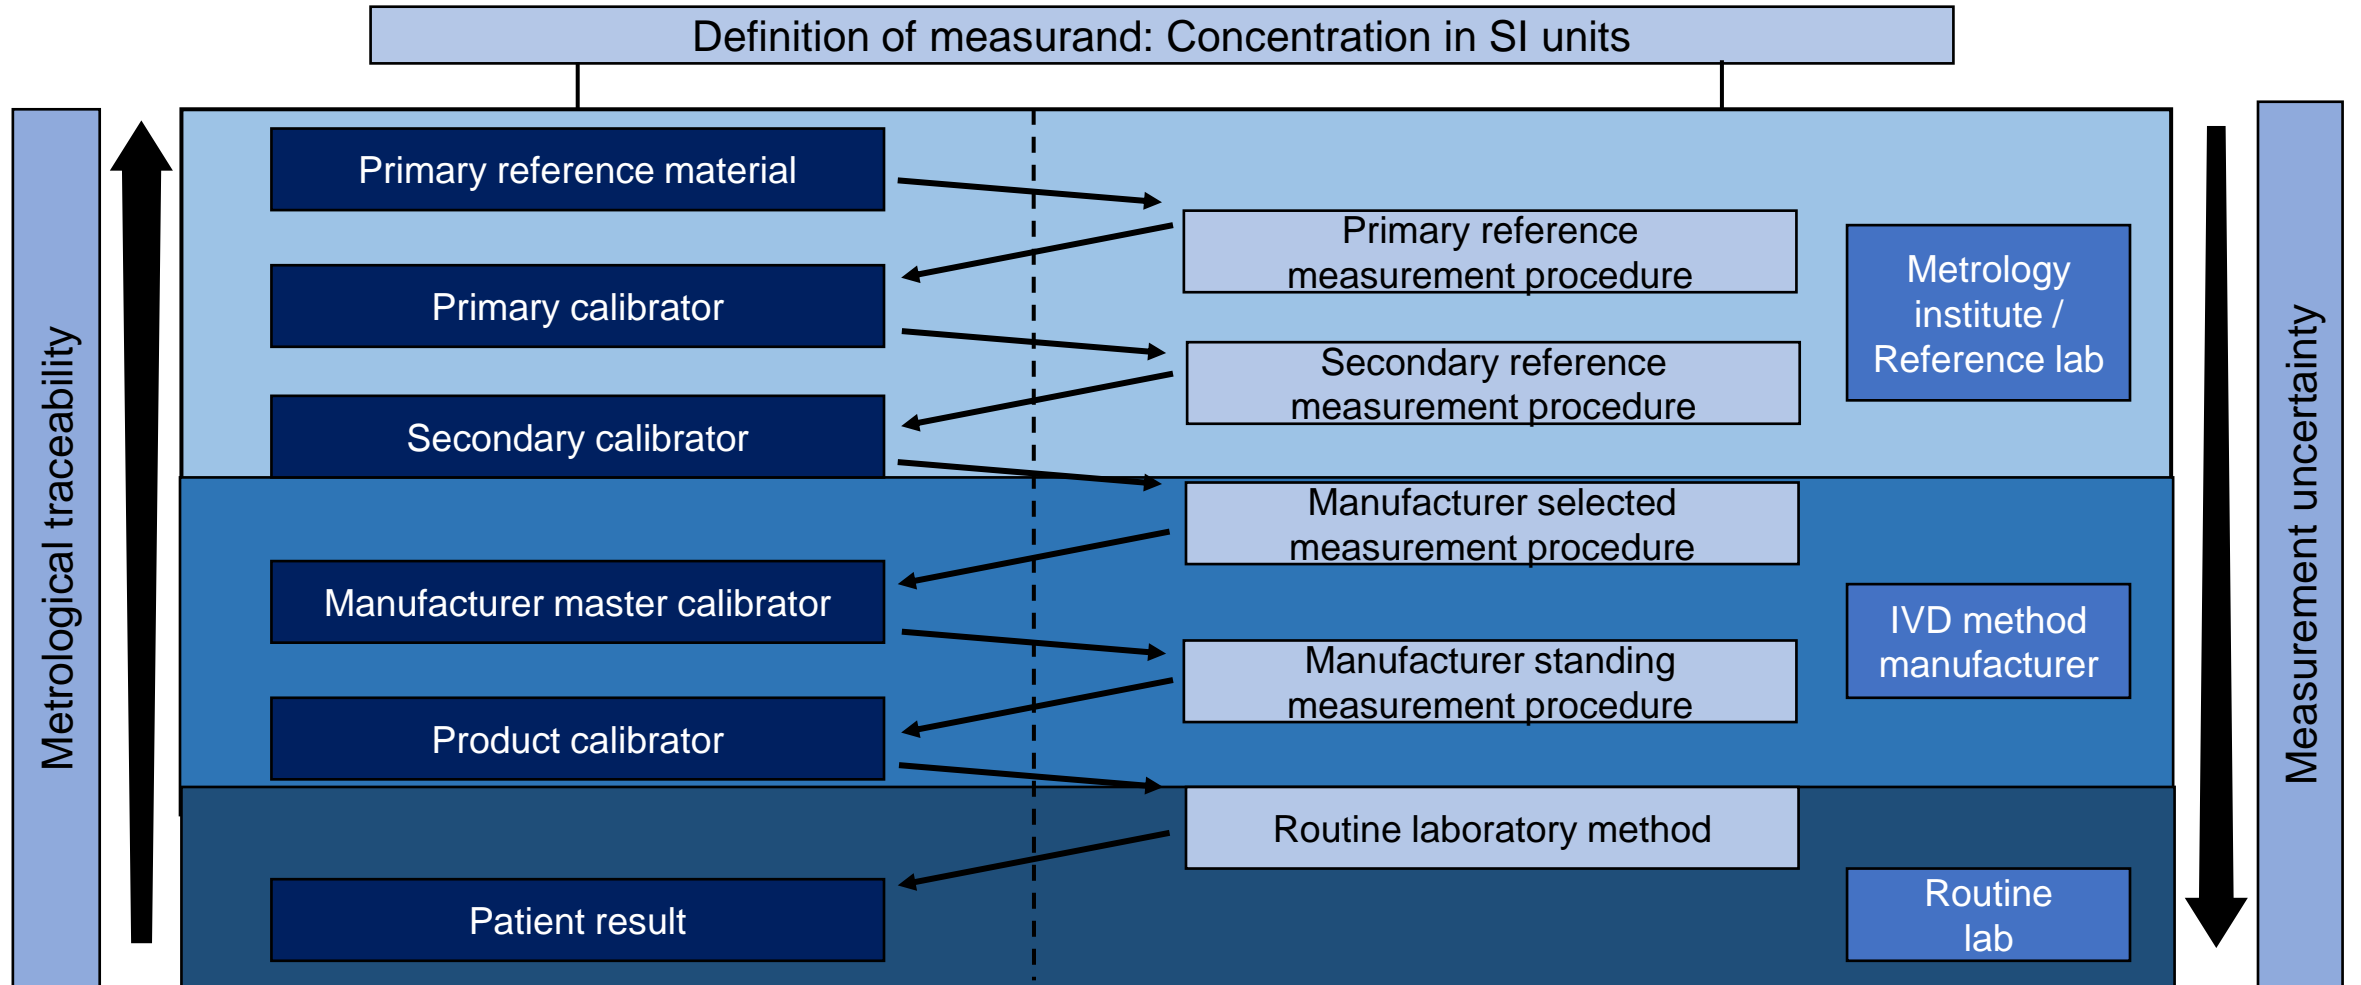 Definition of measurand: Concentration in SI units
Metrological traceability
Primary reference material
Primary reference
measurement procedure
Primary calibrator
Secondary reference
measurement procedure
Secondary calibrator
Metrology
institute /
Reference lab
Manufacturer selected
measurement procedure
Manufacturer master calibrator
Manufacturer standing
measurement procedure
Product calibrator
IVD method
manufacturer
Routine laboratory method
Patient result
Routine
lab
Measurement uncertainty